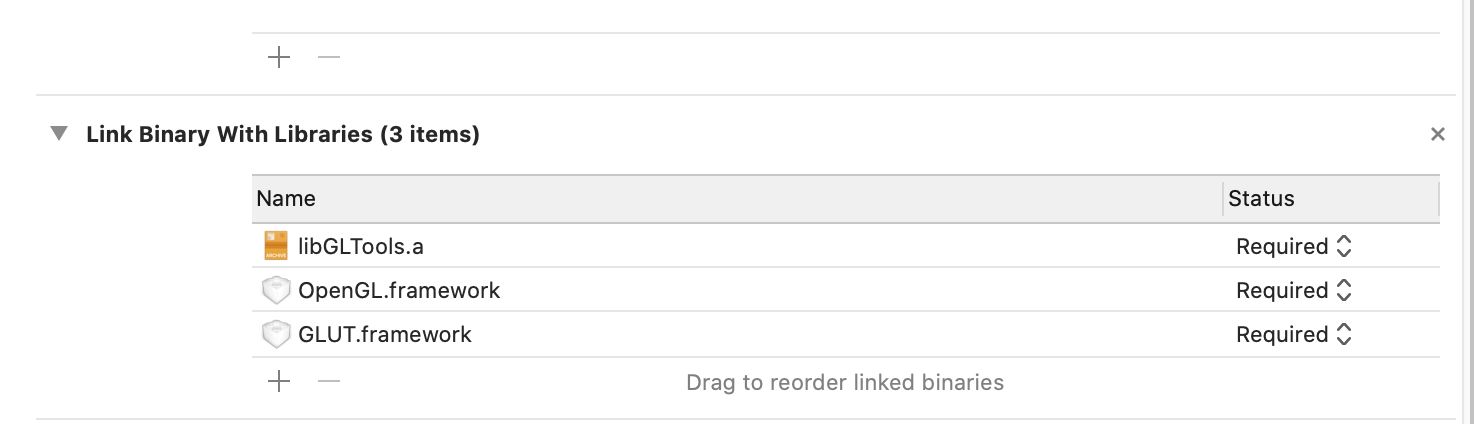 Link Binary With Libraries (3 items)
Name Status
ARCHIVE
libGLTools.a Required
OpenGL.framework Required
GLUT.framework Required
Drag to reorder linked binaries